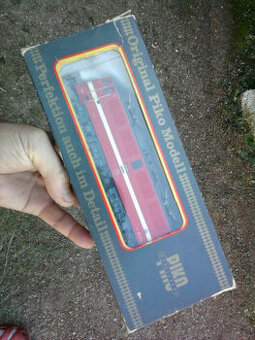 Original Piko Modell
Perfektion auch im Detail
PIKO